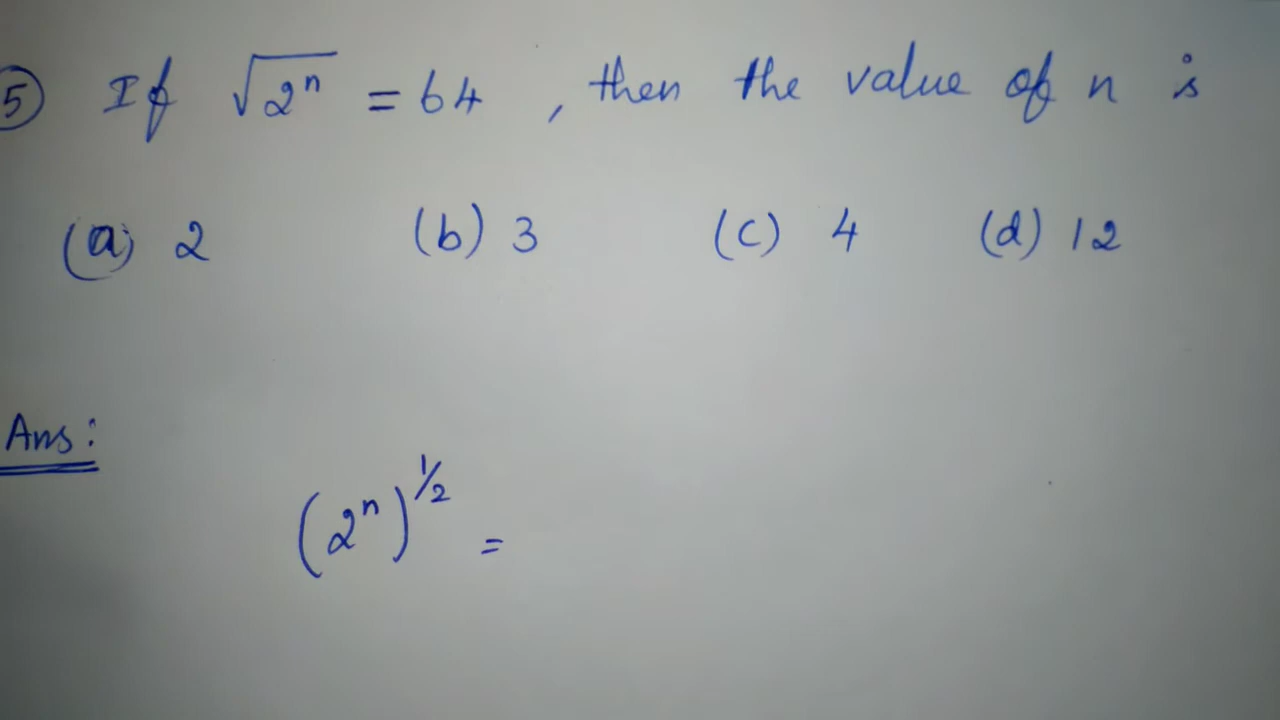 ⑤ If √2ⁿ = 64 , then the value of n is
(a) 2 (b) 3 (c) 4 (d) 12
Ans:
(2ⁿ)^1/2 =